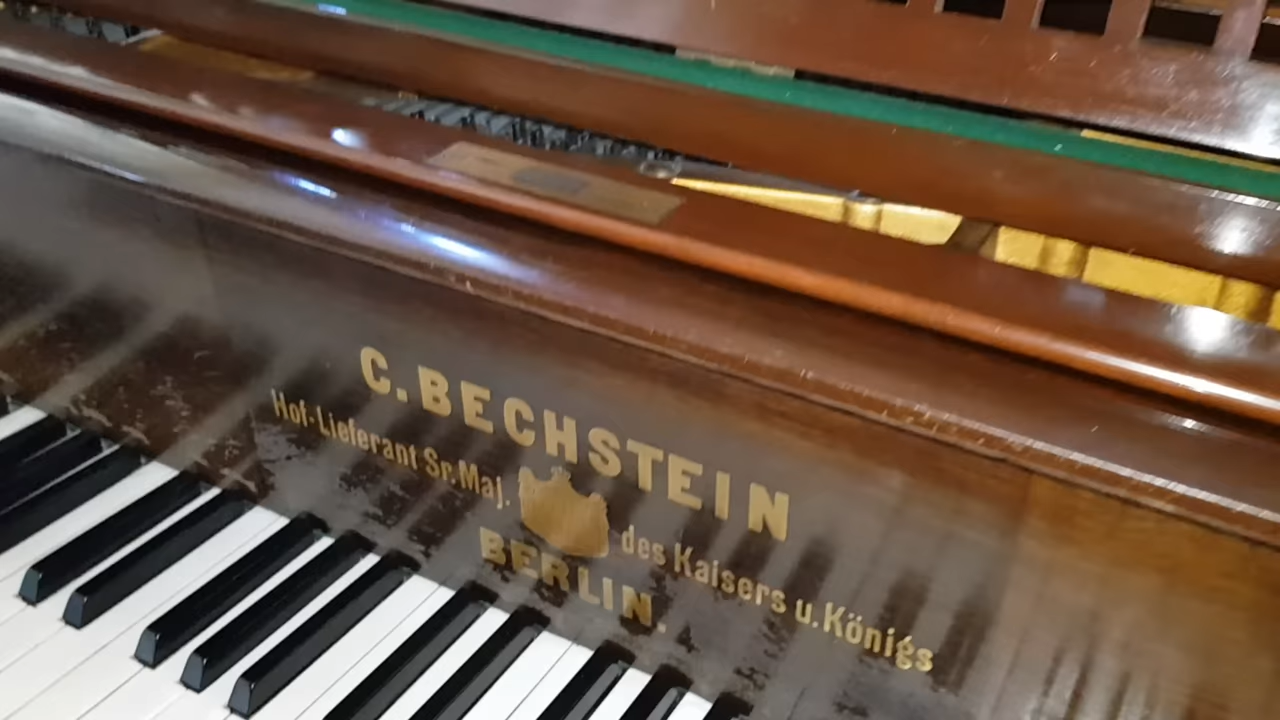 C. BECHSTEIN
Hof-Lieferant Sr. Maj. des Kaisers u. Königs
BERLIN.